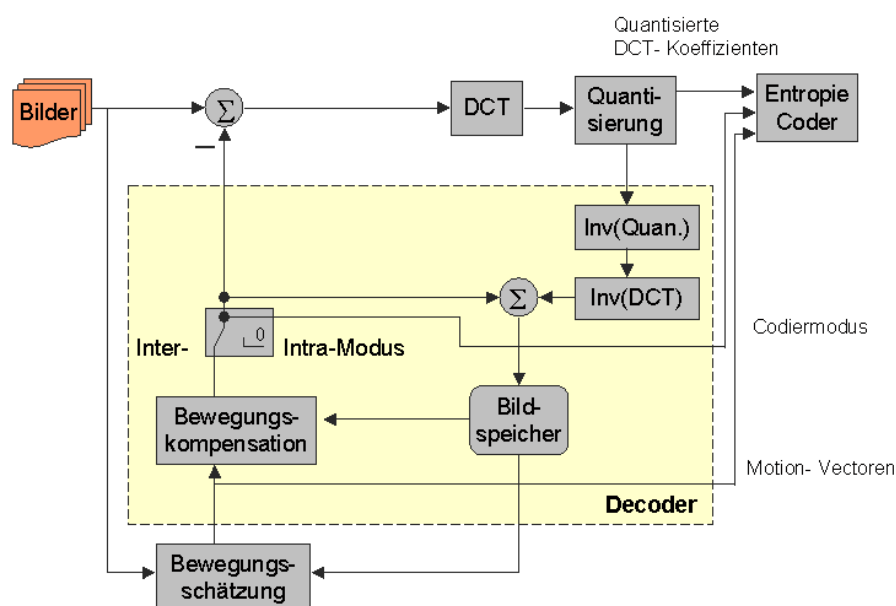 Quantisierte
DCT- Koeffizienten
Bilder
Σ
DCT
Quanti-
sierung
Entropie
Coder
–
Inv(Quan.)
Σ
Inv(DCT)
Inter-
0
Intra-Modus
Codiermodus
Bewegungs-
kompensation
Bild-
speicher
Motion- Vectoren
Decoder
Bewegungs-
schätzung